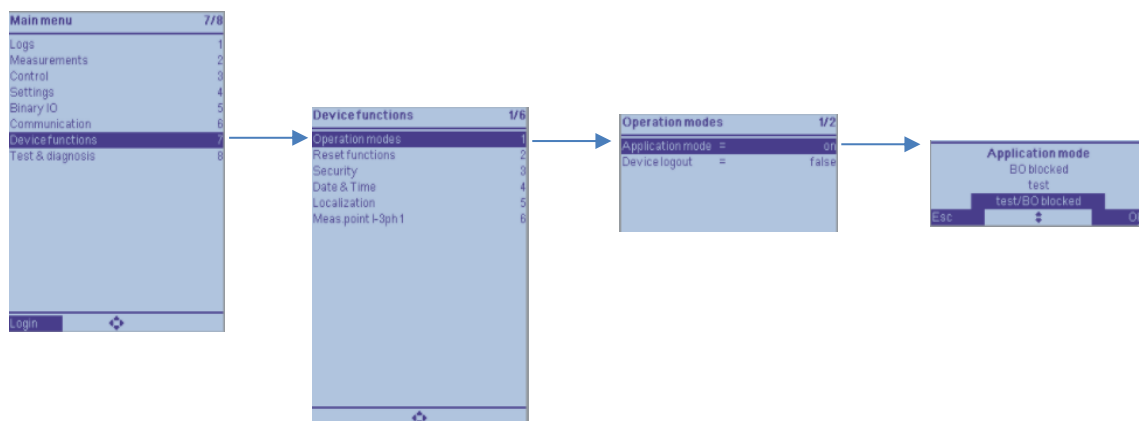 Main menu 7/8
Logs 1
Measurements 2
Control 3
Settings 4
Binary IO 5
Communication 6
Device functions 7
Test & diagnosis 8
Login
Device functions 1/6
Operation modes 1
Reset functions 2
Security 3
Date & Time 4
Localization 5
Meas.point I-3ph 1 6
Operation modes 1/2
Application mode = on
Device logout = false
Application mode
BO blocked
test
test/BO blocked
Esc